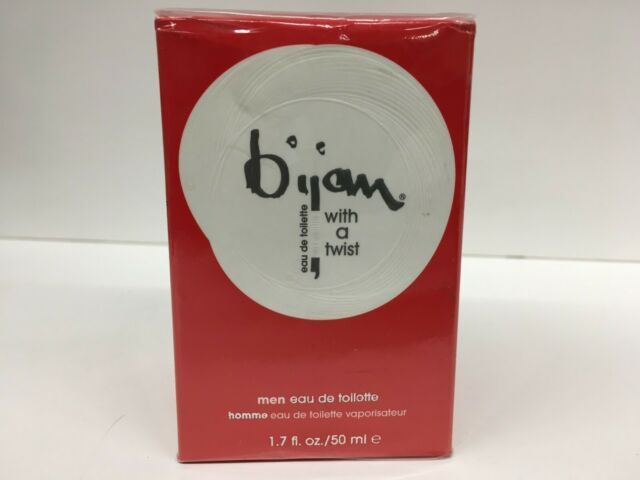 bijan®
eau de toilette
with
a
twist
men eau de toilette
homme eau de toilette vaporisateur
1.7 fl. oz./50 ml ℮